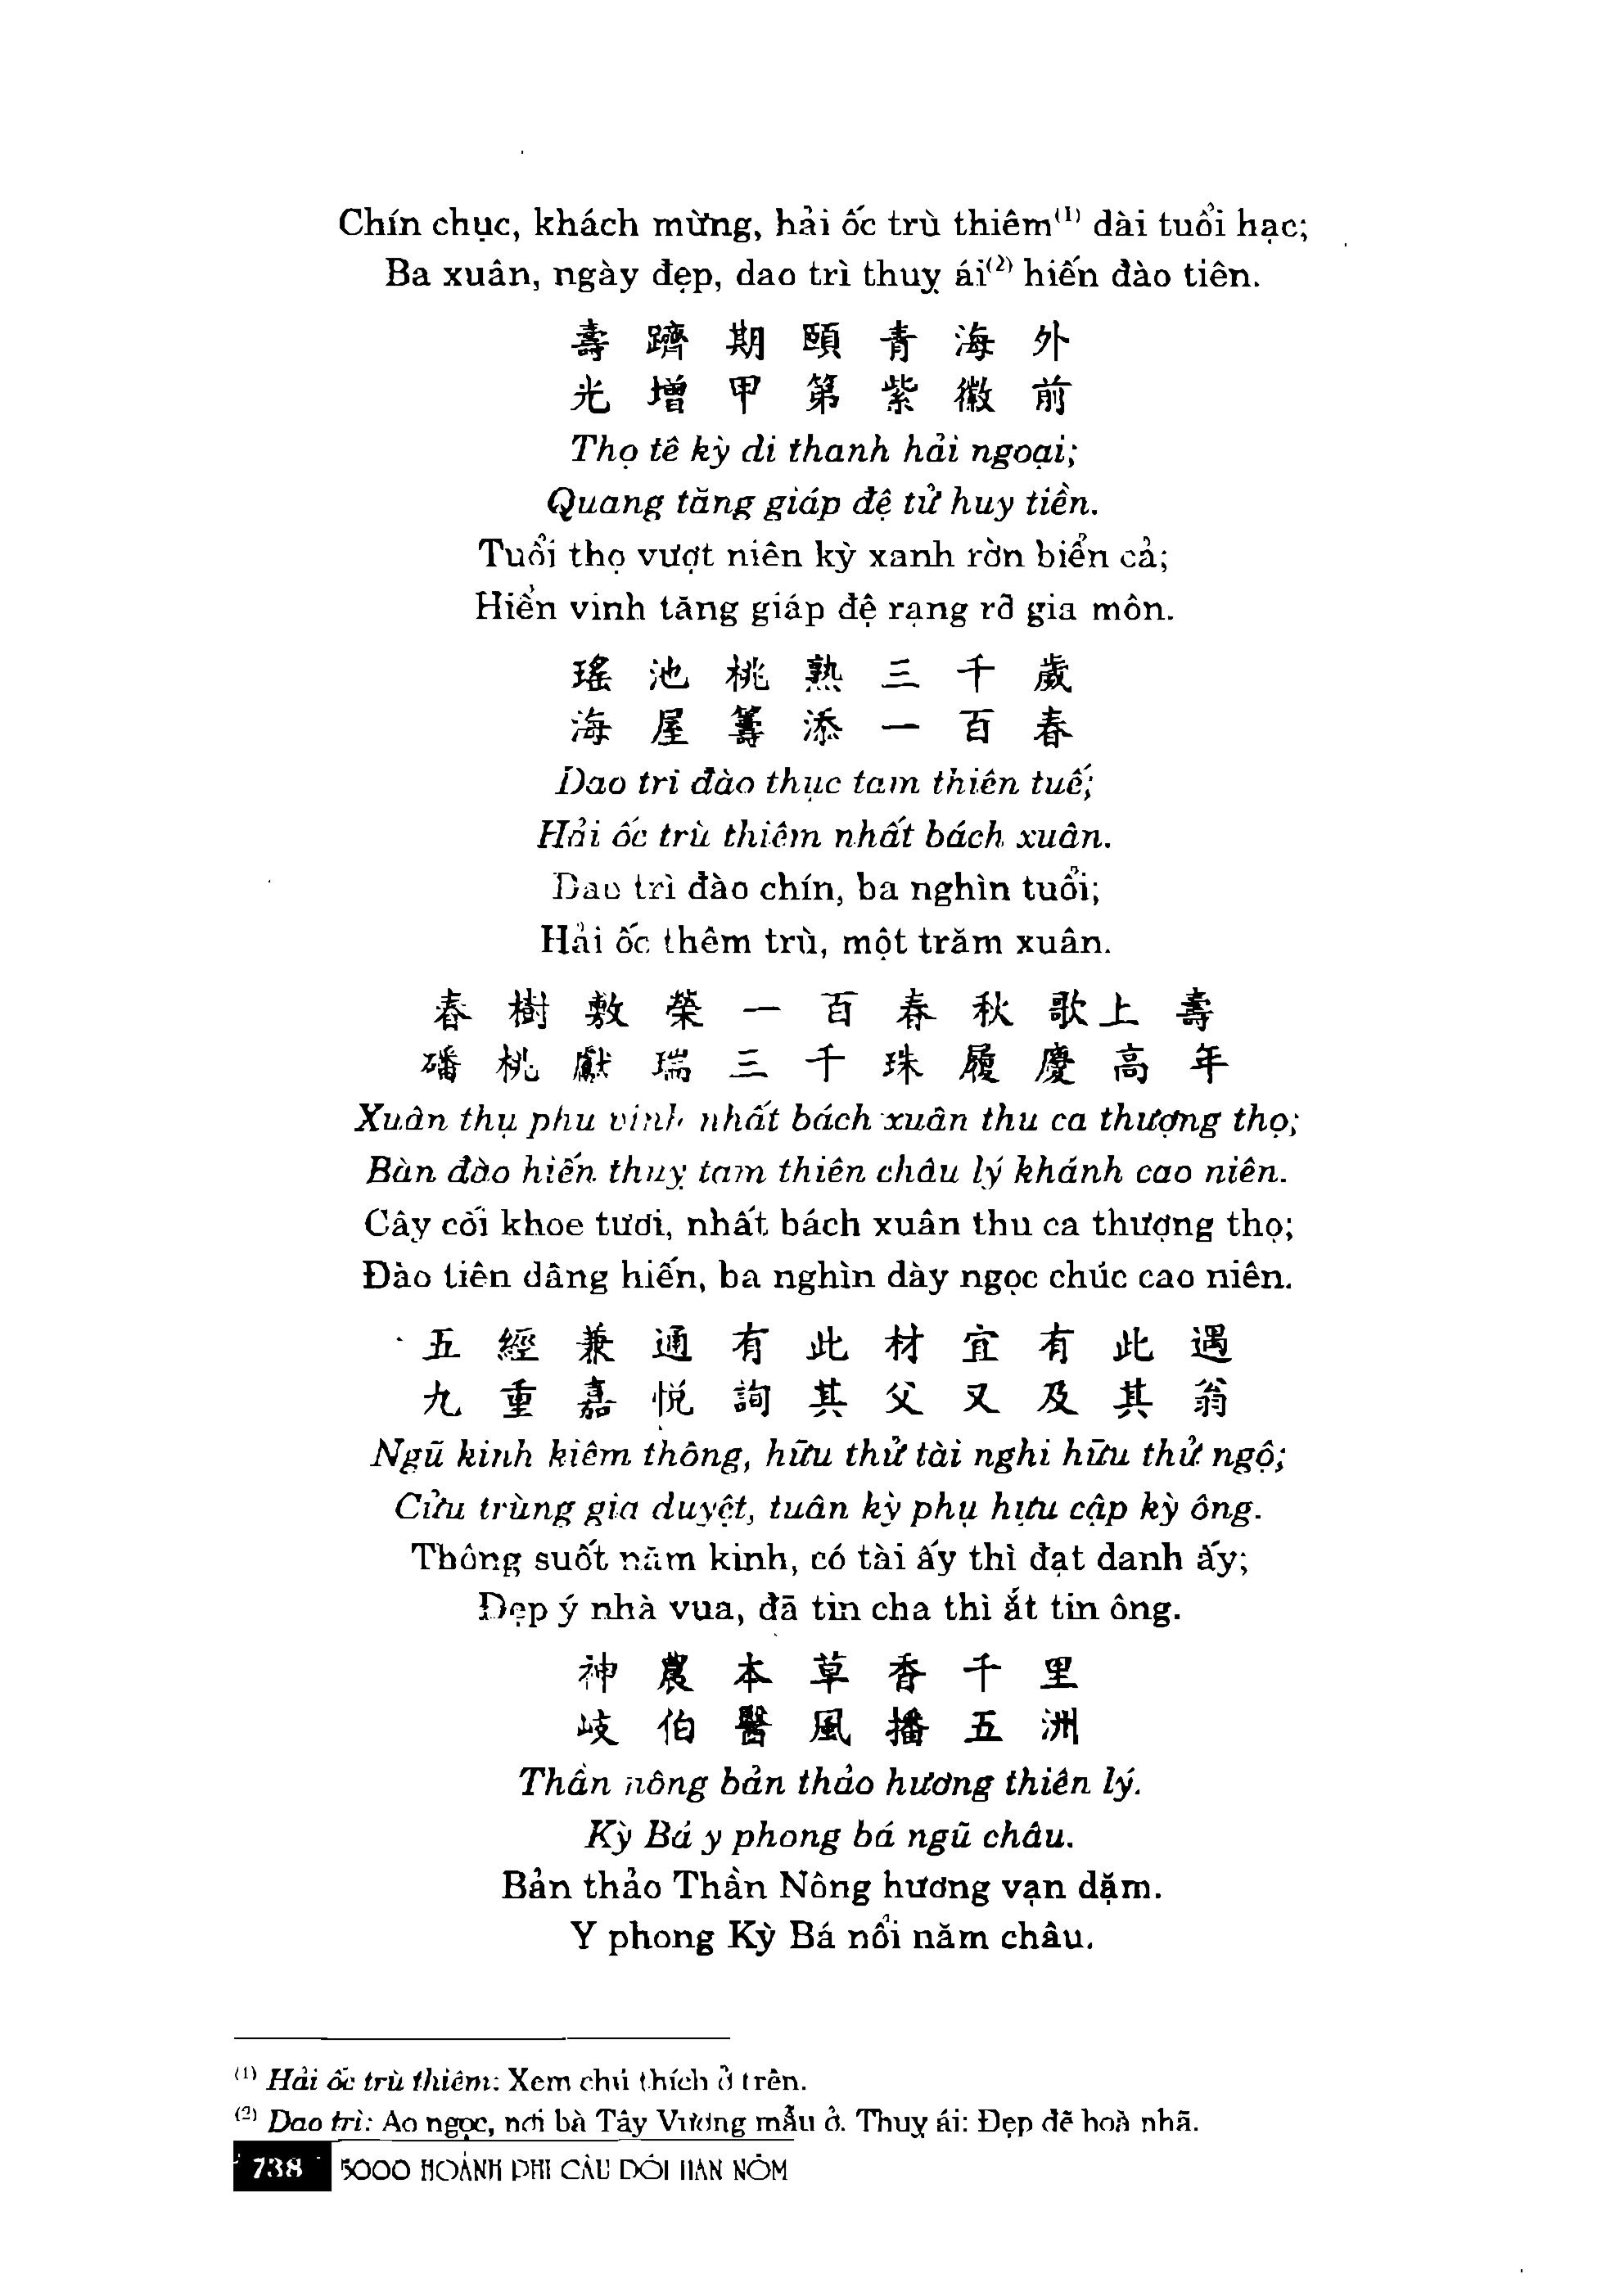 Chín chục, khách mừng, hải ốc trù thiêm⁽¹⁾ dài tuổi hạc;
Ba xuân, ngày đẹp, dao trì thuỵ ái⁽²⁾ hiến đào tiên.
壽躋期頤青海外
光增甲第紫徽前
Thọ tê kỳ di thanh hải ngoại;
Quang tăng giáp đệ tử huy tiền.
Tuổi thọ vượt niên kỳ xanh rờn biển cả;
Hiển vinh tăng giáp đệ rạng rỡ gia môn.
瑤池桃熟三千歲
海屋籌添一百春
Dao trì đào thục tam thiên tuế;
Hải ốc trù thiêm nhất bách xuân.
Dao trì đào chín, ba nghìn tuổi;
Hải ốc thêm trù, một trăm xuân.
春樹敷榮一百春秋歌上壽
磻桃獻瑞三千珠履慶高年
Xuân thụ phu vinh nhất bách xuân thu ca thượng thọ;
Bàn đào hiến thuỵ tam thiên châu lý khánh cao niên.
Cây cối khoe tươi, nhất bách xuân thu ca thượng thọ;
Đào tiên dâng hiến, ba nghìn dày ngọc chúc cao niên.
五經兼通有此材宜有此遇
九重嘉悅詢其父又及其翁
Ngũ kinh kiêm thông, hữu thử tài nghi hữu thử ngộ;
Cửu trùng gia duyệt, tuân kỳ phụ hựu cập kỳ ông.
Thông suốt năm kinh, có tài ấy thì đạt danh ấy;
Đẹp ý nhà vua, đã tin cha thì ắt tin ông.
神農本草香千里
岐伯醫風播五洲
Thần nông bản thảo hương thiên lý.
Kỳ Bá y phong bá ngũ châu.
Bản thảo Thần Nông hương vạn dặm.
Y phong Kỳ Bá nổi năm châu.
⁽¹⁾ Hải ốc trù thiêm: Xem chú thích ở trên.
⁽²⁾ Dao trì: Ao ngọc, nơi bà Tây Vương mẫu ở. Thuỵ ái: Đẹp đẽ hoà nhã.
738 5000 HOÀNH PHI CÂU ĐỐI HÁN NÔM